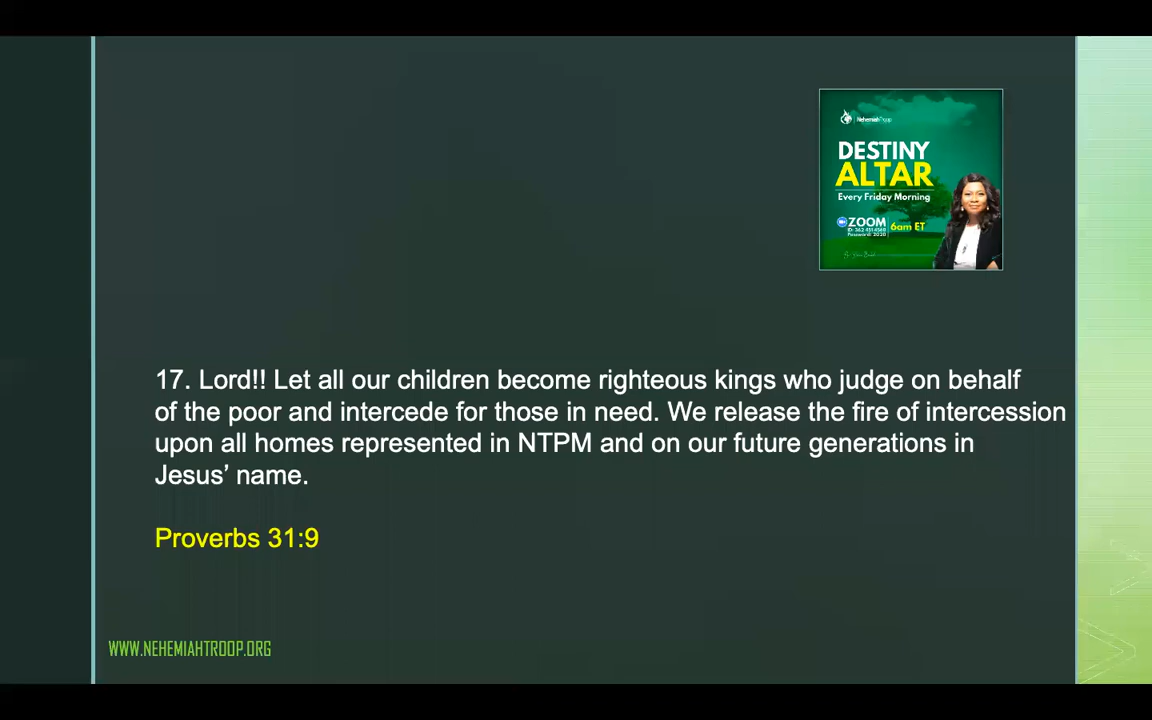 NehemiahTroop
DESTINY
ALTAR
Every Friday Morning
ZOOM
6am ET
17. Lord!! Let all our children become righteous kings who judge on behalf
of the poor and intercede for those in need. We release the fire of intercession
upon all homes represented in NTPM and on our future generations in
Jesus’ name.
Proverbs 31:9
WWW.NEHEMIAHTROOP.ORG